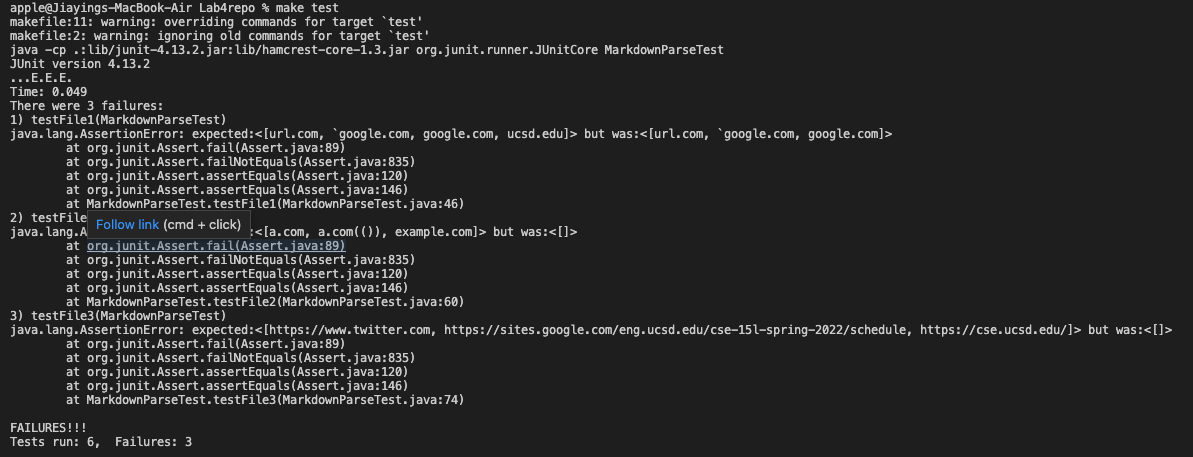 apple@Jiayings-MacBook-Air Lab4repo % make test
makefile:11: warning: overriding commands for target `test'
makefile:2: warning: ignoring old commands for target `test'
java -cp .:lib/junit-4.13.2.jar:lib/hamcrest-core-1.3.jar org.junit.runner.JUnitCore MarkdownParseTest
JUnit version 4.13.2
...E.E.E.
Time: 0.049
There were 3 failures:
1) testFile1(MarkdownParseTest)
java.lang.AssertionError: expected:<[url.com, `google.com, google.com, ucsd.edu]> but was:<[url.com, `google.com, google.com]>
        at org.junit.Assert.fail(Assert.java:89)
        at org.junit.Assert.failNotEquals(Assert.java:835)
        at org.junit.Assert.assertEquals(Assert.java:120)
        at org.junit.Assert.assertEquals(Assert.java:146)
        at MarkdownParseTest.testFile1(MarkdownParseTest.java:46)
2) testFile
Follow link (cmd + click)
java.lang.A :<[a.com, a.com(()), example.com]> but was:<[]>
        at org.junit.Assert.fail(Assert.java:89)
        at org.junit.Assert.failNotEquals(Assert.java:835)
        at org.junit.Assert.assertEquals(Assert.java:120)
        at org.junit.Assert.assertEquals(Assert.java:146)
        at MarkdownParseTest.testFile2(MarkdownParseTest.java:60)
3) testFile3(MarkdownParseTest)
java.lang.AssertionError: expected:<[https://www.twitter.com, https://sites.google.com/eng.ucsd.edu/cse-15l-spring-2022/schedule, https://cse.ucsd.edu/]> but was:<[]>
        at org.junit.Assert.fail(Assert.java:89)
        at org.junit.Assert.failNotEquals(Assert.java:835)
        at org.junit.Assert.assertEquals(Assert.java:120)
        at org.junit.Assert.assertEquals(Assert.java:146)
        at MarkdownParseTest.testFile3(MarkdownParseTest.java:74)
FAILURES!!!
Tests run: 6,  Failures: 3